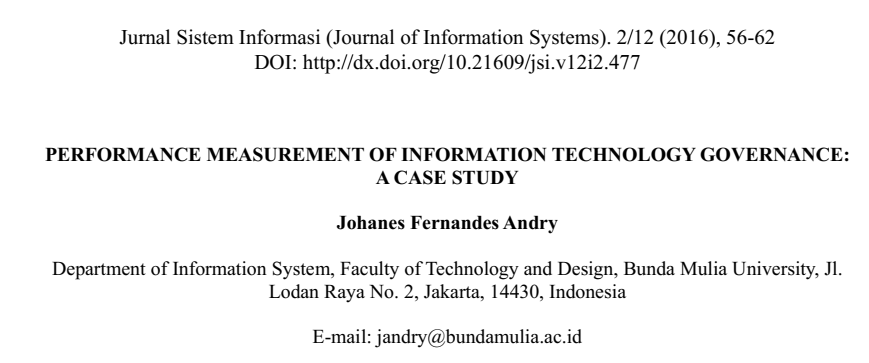 Jurnal Sistem Informasi (Journal of Information Systems). 2/12 (2016), 56-62
DOI: http://dx.doi.org/10.21609/jsi.v12i2.477
PERFORMANCE MEASUREMENT OF INFORMATION TECHNOLOGY GOVERNANCE:
A CASE STUDY
Johanes Fernandes Andry
Department of Information System, Faculty of Technology and Design, Bunda Mulia University, Jl.
Lodan Raya No. 2, Jakarta, 14430, Indonesia
E-mail: jandry@bundamulia.ac.id